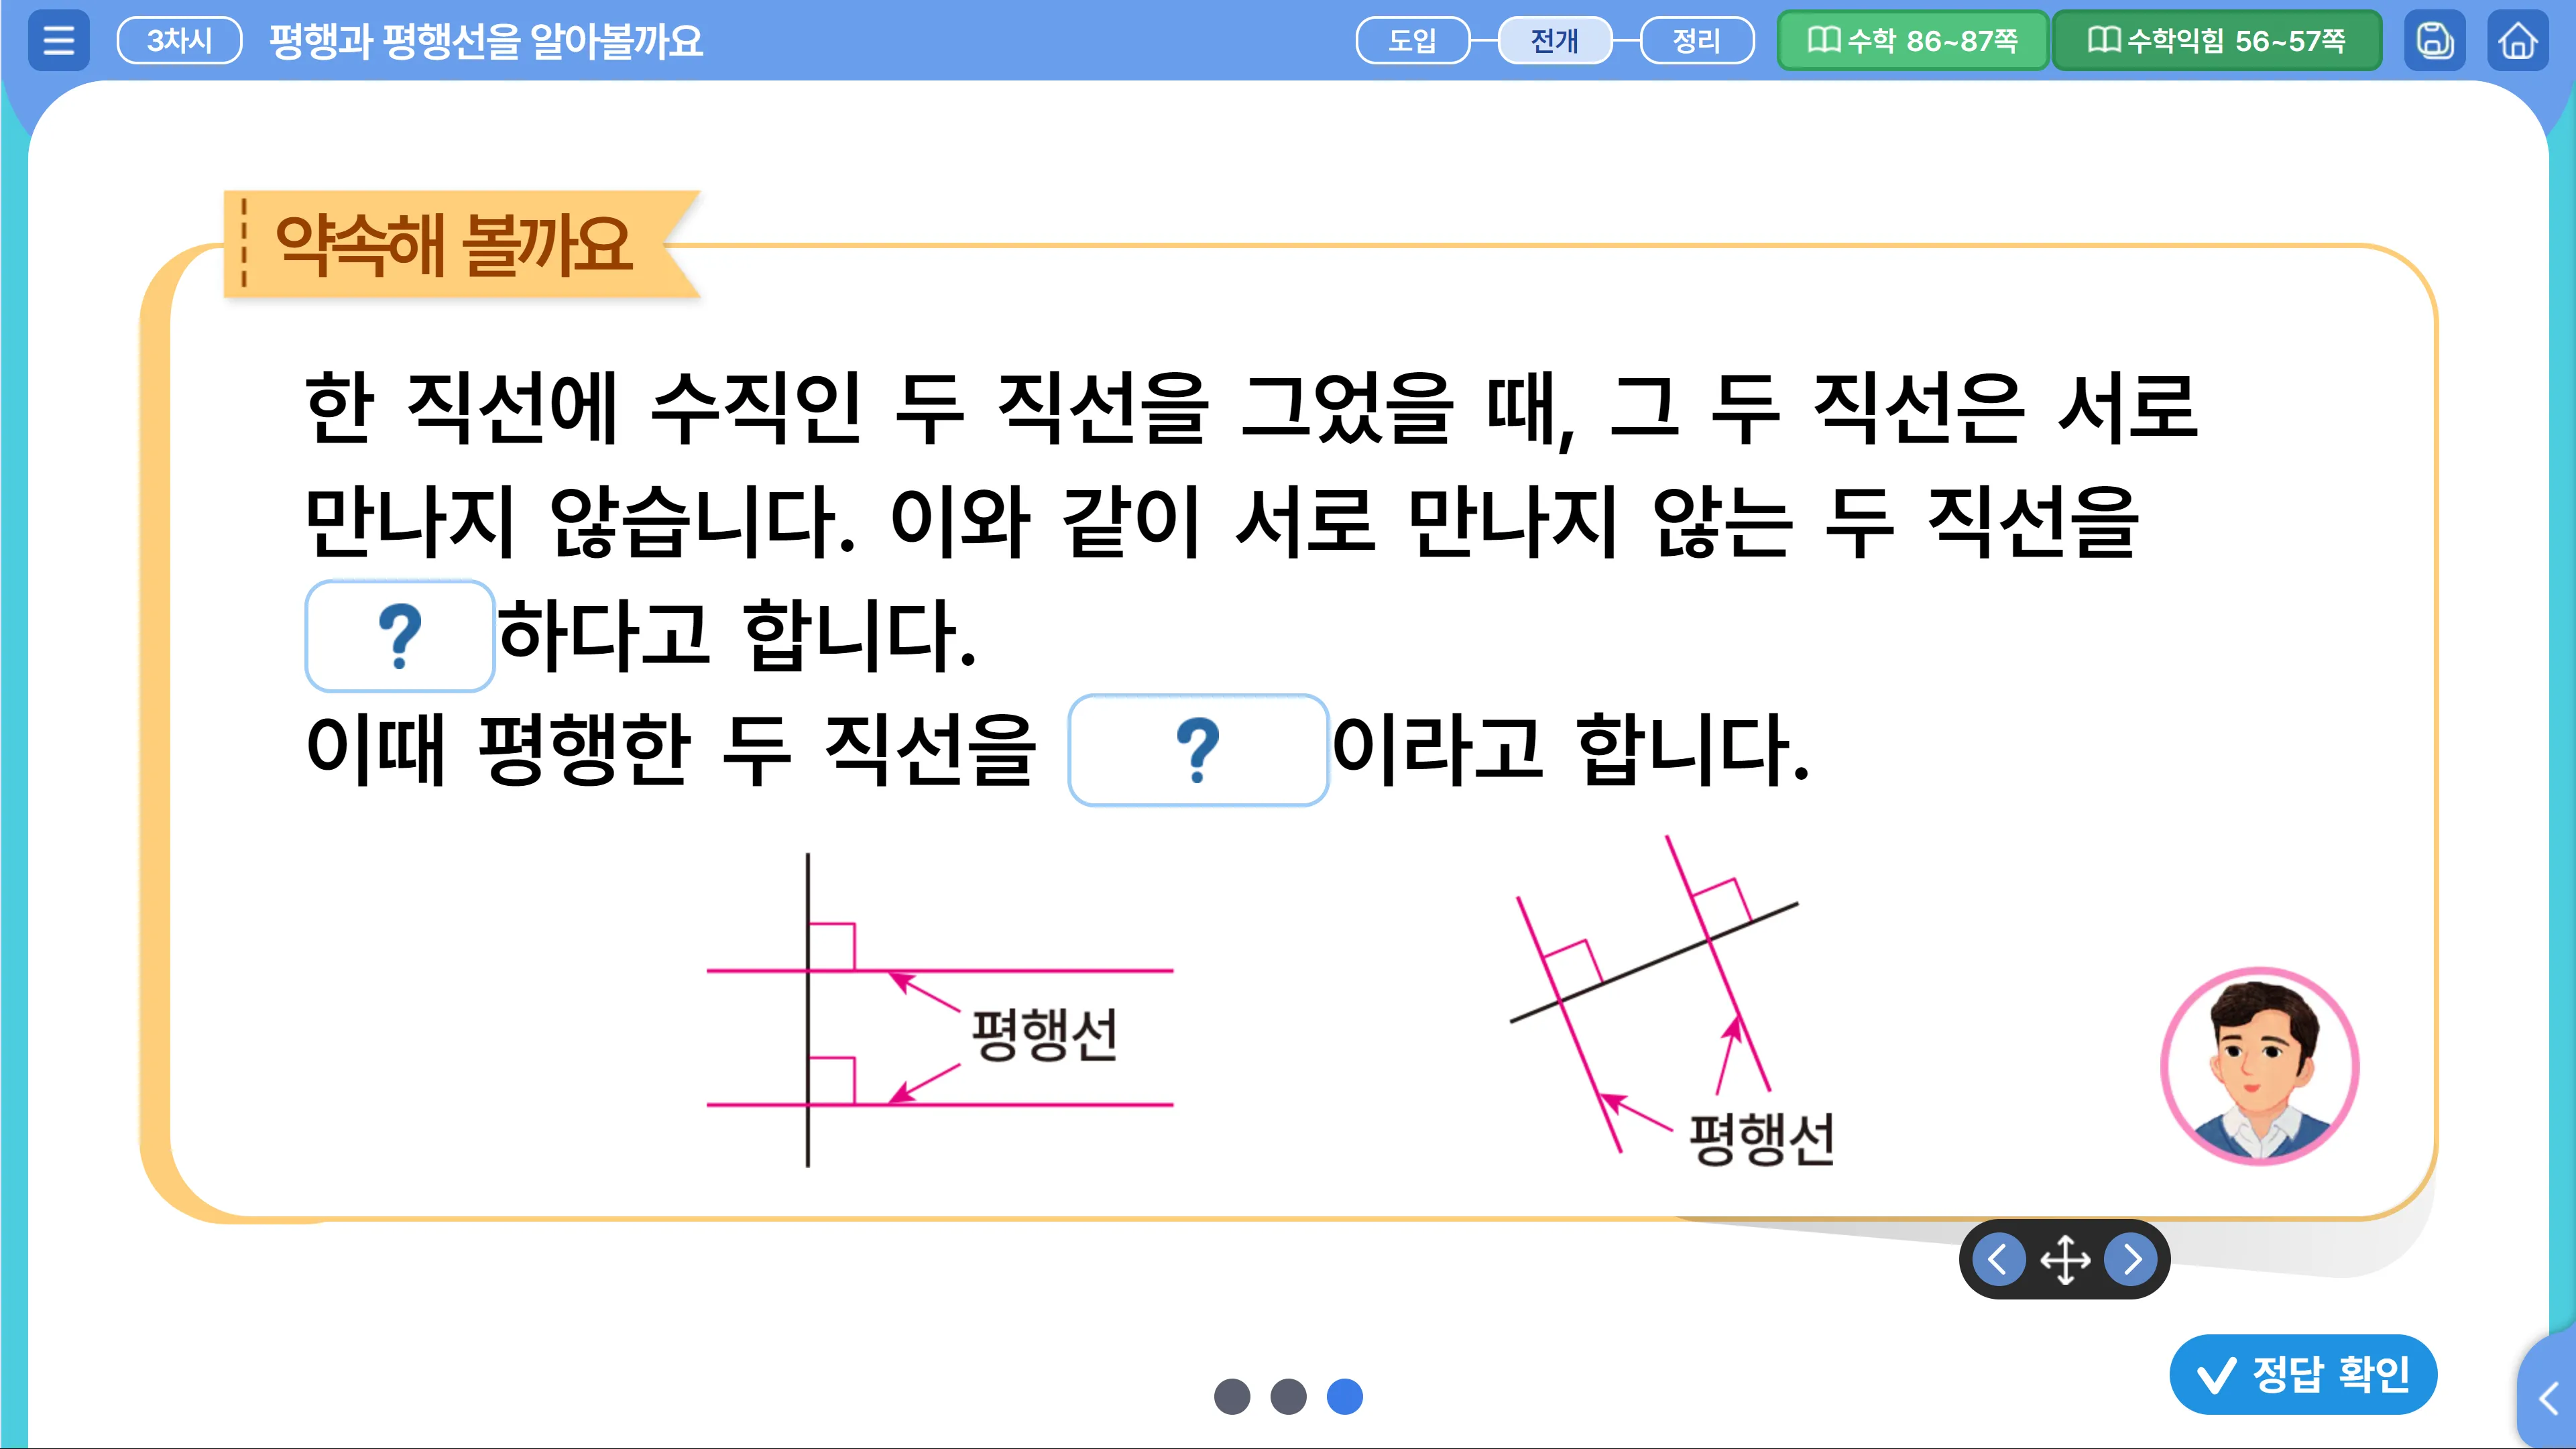 3차시
평행과 평행선을 알아볼까요
도입
전개
정리
수학 86~87쪽
수학익힘 56~57쪽
약속해 볼까요
한 직선에 수직인 두 직선을 그었을 때, 그 두 직선은 서로
만나지 않습니다. 이와 같이 서로 만나지 않는 두 직선을
? 하다고 합니다.
이때 평행한 두 직선을 ? 이라고 합니다.
평행선
평행선
정답 확인